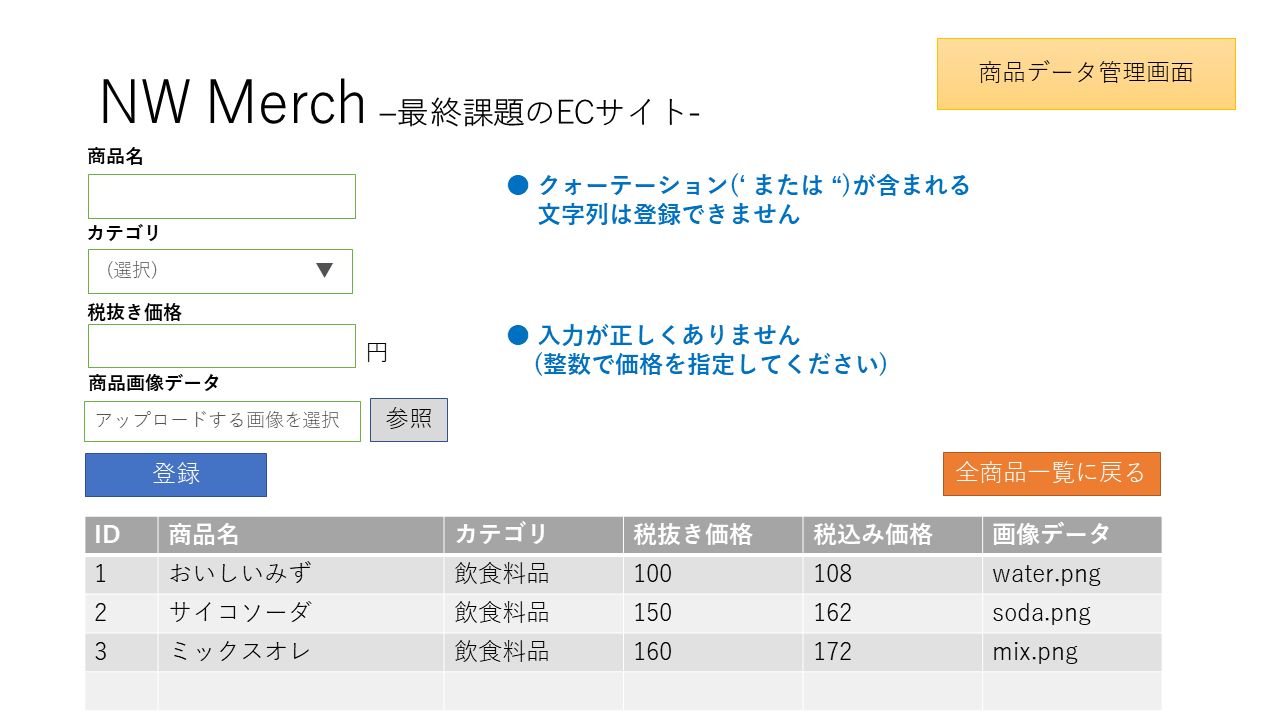 商品データ管理画面
NW Merch –最終課題のECサイト-
商品名
● クォーテーション(‘ または “)が含まれる
文字列は登録できません
カテゴリ
（選択） ▼
税抜き価格
円
● 入力が正しくありません
(整数で価格を指定してください)
商品画像データ
アップロードする画像を選択 参照
登録
全商品一覧に戻る
ID 商品名 カテゴリ 税抜き価格 税込み価格 画像データ
1 おいしいみず 飲食料品 100 108 water.png
2 サイコソーダ 飲食料品 150 162 soda.png
3 ミックスオレ 飲食料品 160 172 mix.png